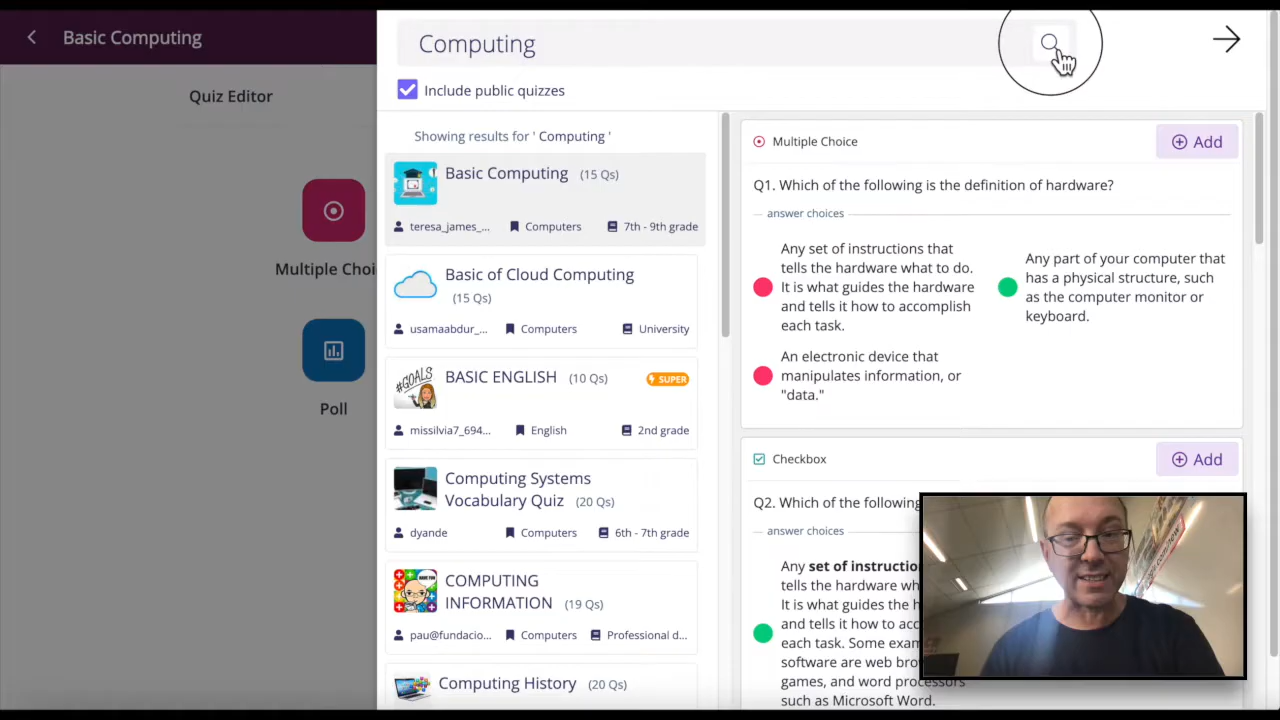 Basic Computing
Quiz Editor
Multiple Choi
Poll
Computing
Include public quizzes
Showing results for ' Computing '
Basic Computing (15 Qs)
teresa_james_... Computers 7th - 9th grade
Basic of Cloud Computing
(15 Qs)
usamaabdur_... Computers University
#GOALS
BASIC ENGLISH (10 Qs) SUPER
missilvia7_694... English 2nd grade
Computing Systems
Vocabulary Quiz (20 Qs)
dyande Computers 6th - 7th grade
COMPUTING
INFORMATION (19 Qs)
pau@fundacio... Computers Professional d...
Computing History (20 Qs)
Multiple Choice Add
Q1. Which of the following is the definition of hardware?
answer choices
Any set of instructions that
tells the hardware what to do.
It is what guides the hardware
and tells it how to accomplish
each task.
Any part of your computer that
has a physical structure, such
as the computer monitor or
keyboard.
An electronic device that
manipulates information, or
"data."
Checkbox Add
Q2. Which of the following
answer choices
Any set of instruction
tells the hardware wh
It is what guides the h
and tells it how to acc
each task. Some exam
software are web brow
games, and word processors
such as Microsoft Word.